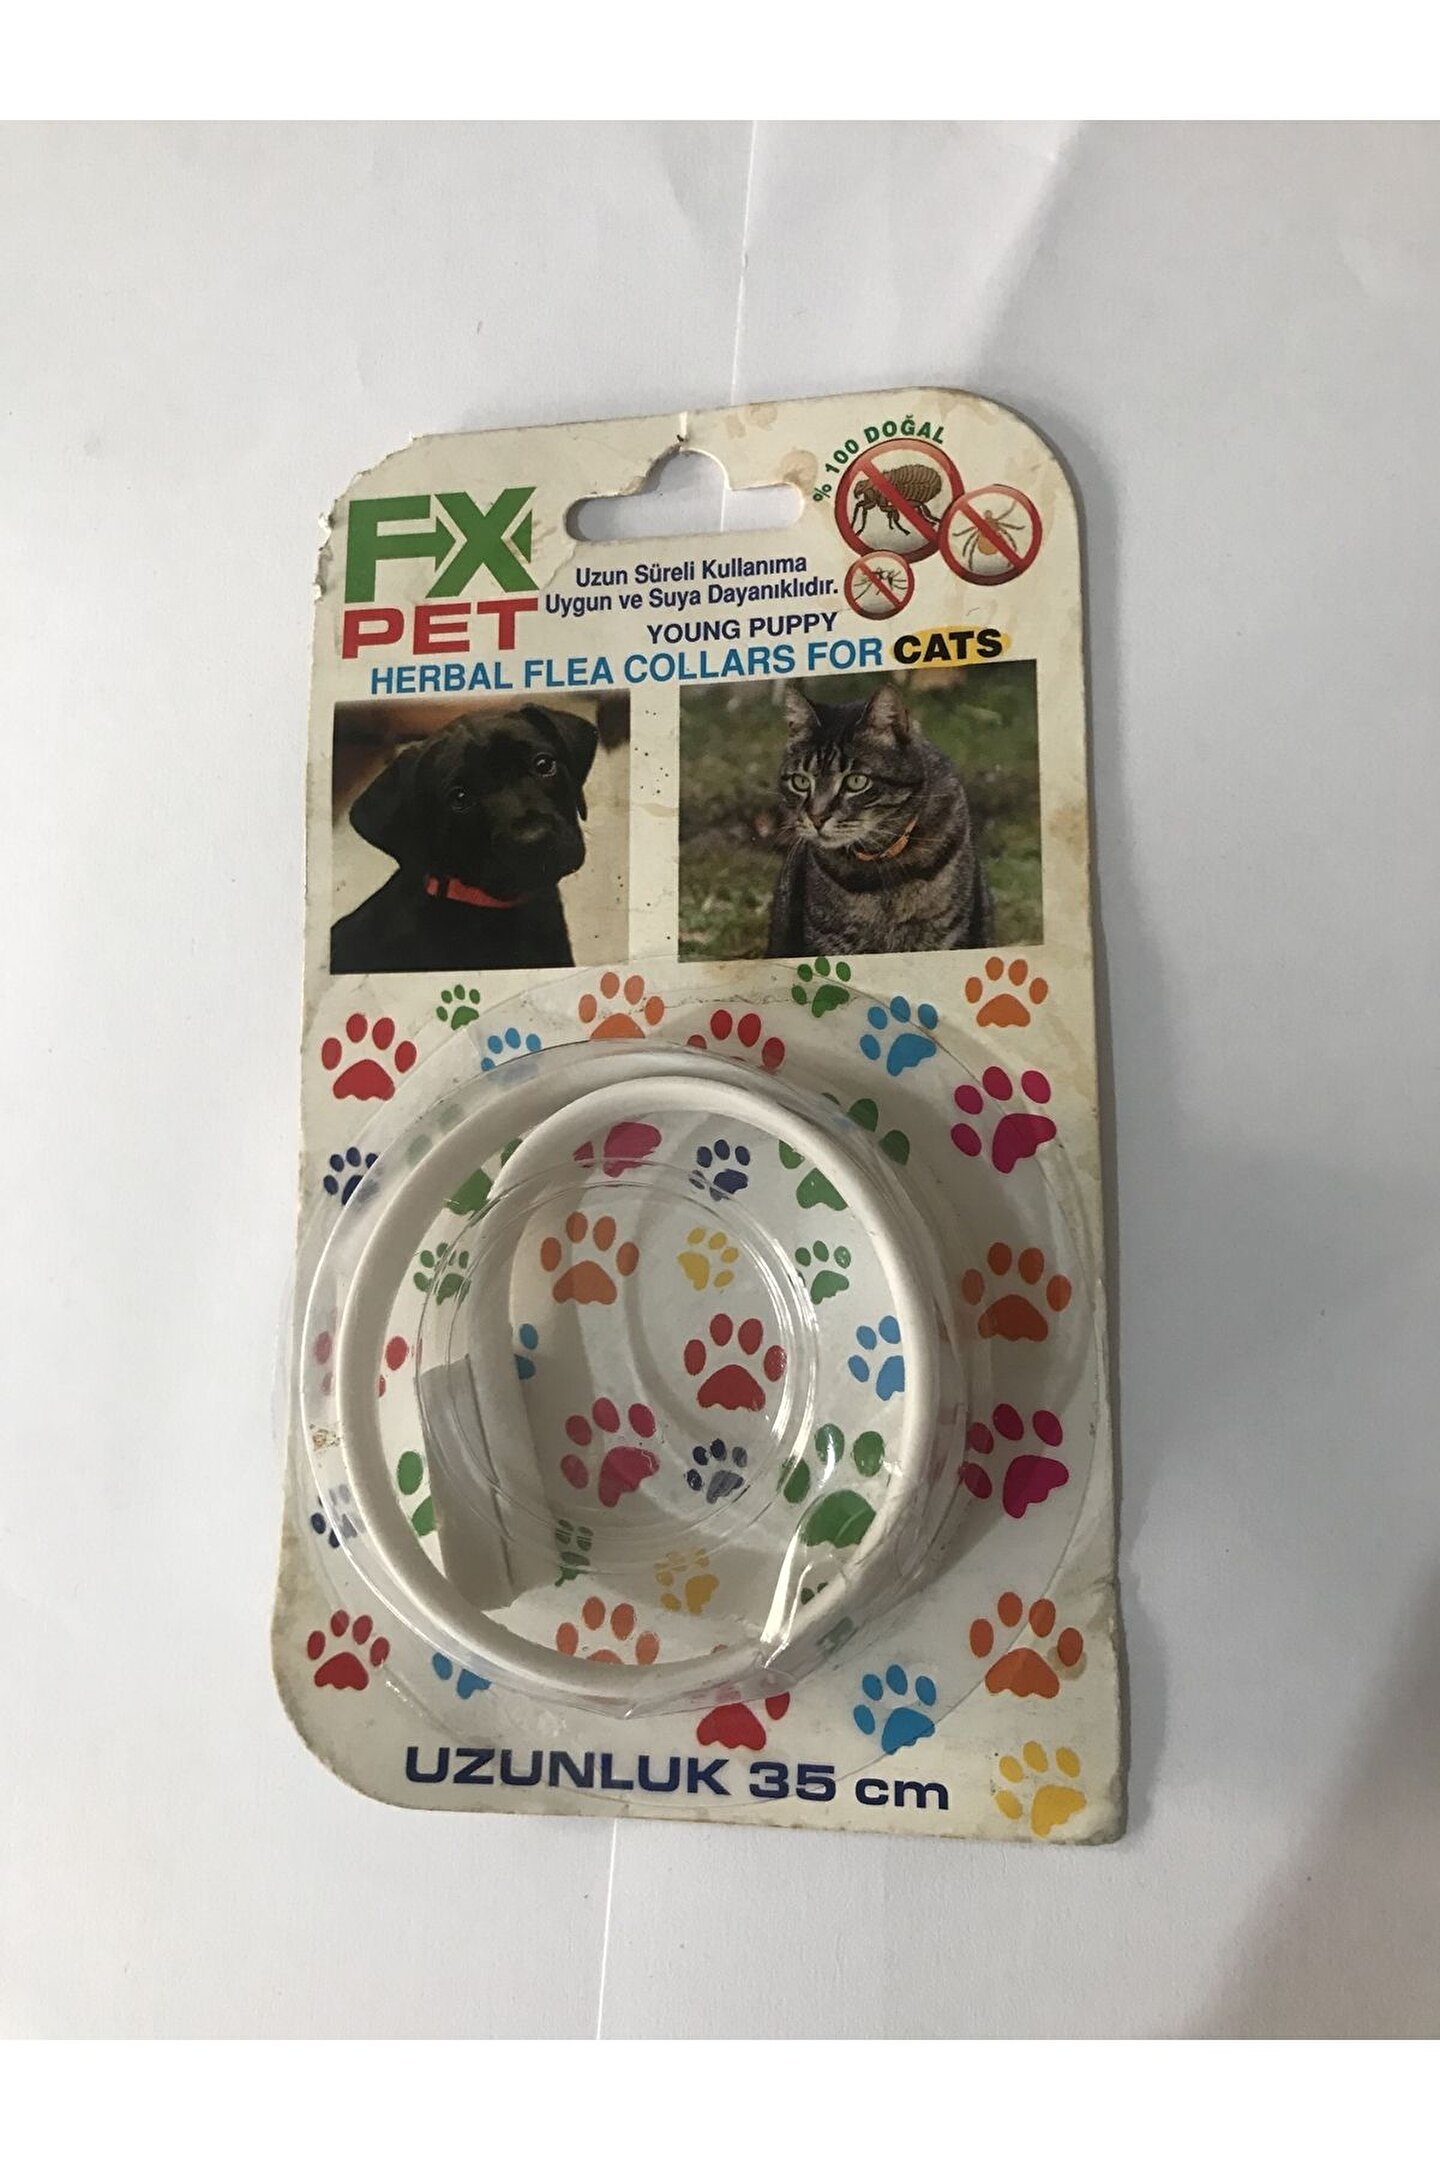 % 100 DOĞAL
FX
PET
Uzun Süreli Kullanıma
Uygun ve Suya Dayanıklıdır.
YOUNG PUPPY
HERBAL FLEA COLLARS FOR CATS
UZUNLUK 35 cm